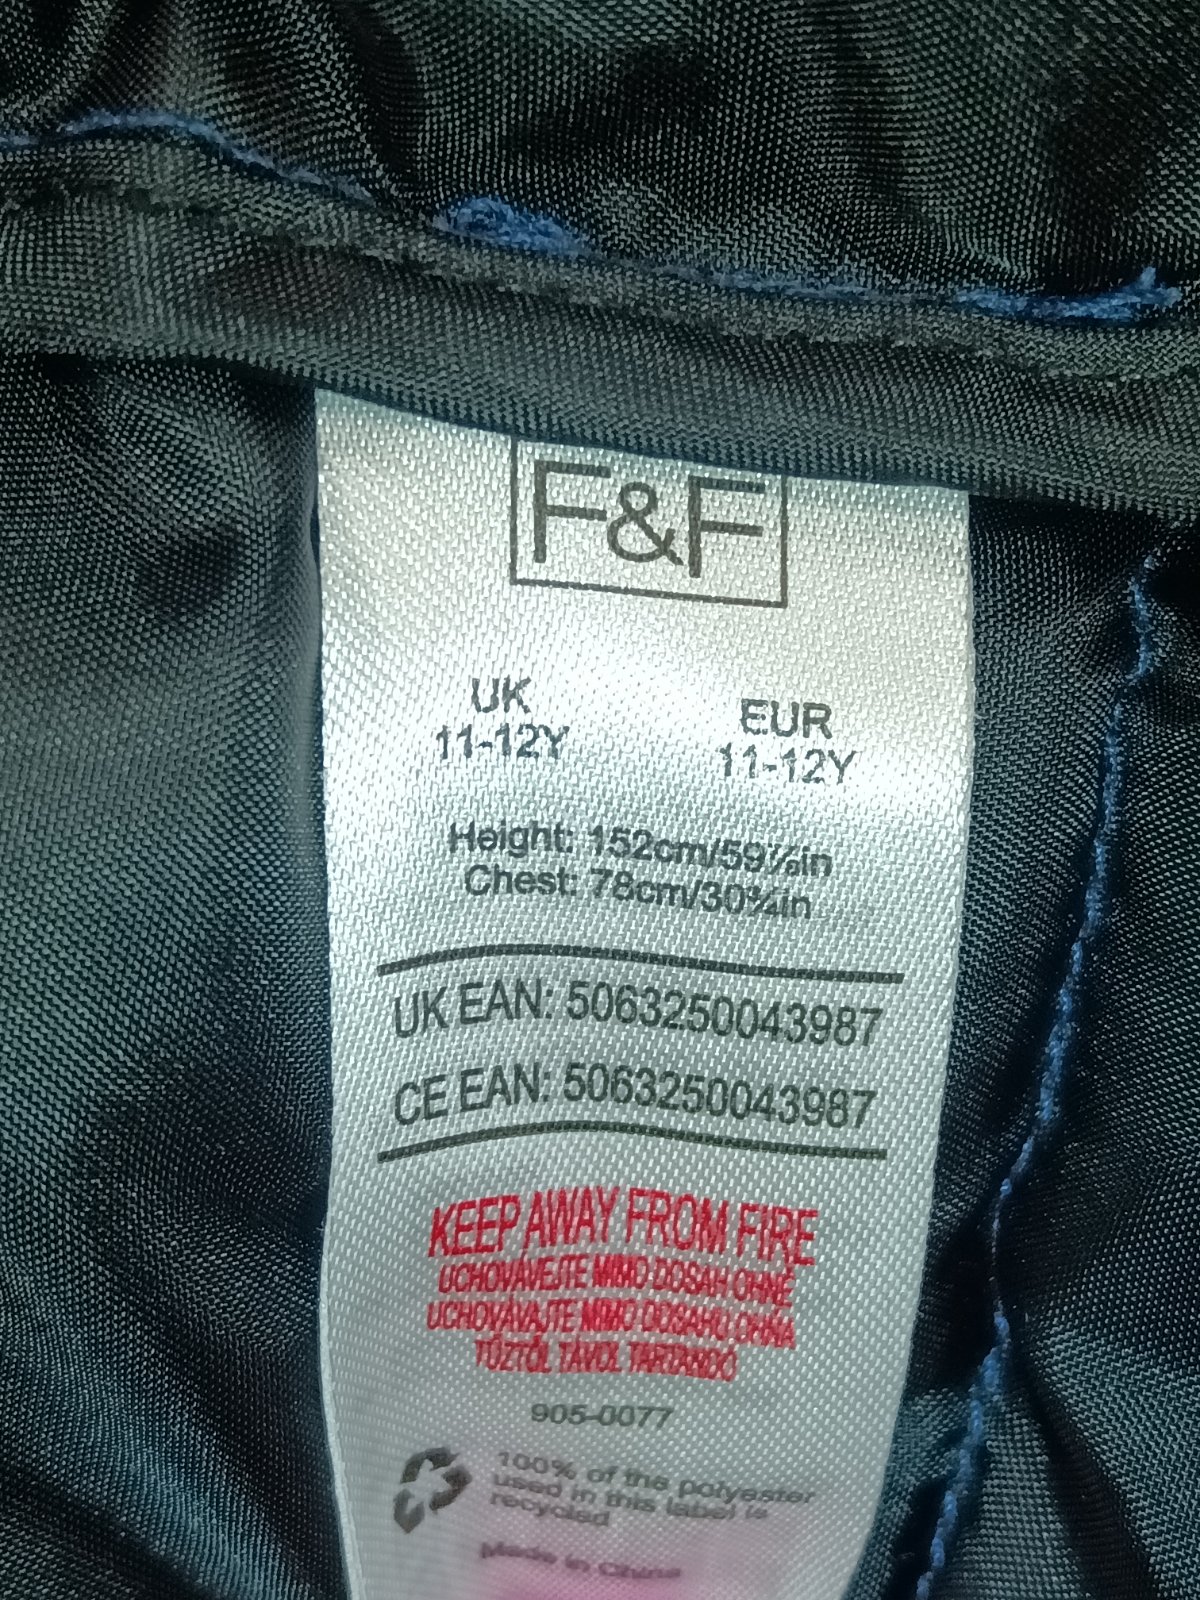 F&F
UK EUR
11-12Y 11-12Y
Height: 152cm/59⅞in
Chest: 78cm/30¾in
UK EAN: 5063250043987
CE EAN: 5063250043987
KEEP AWAY FROM FIRE
UCHOVÁVEJTE MIMO DOSAH OHNĚ
UCHOVÁVAJTE MIMO DOSAHU OHŇA
TŰZTŐL TÁVOL TARTANDÓ
905-0077
100% of the polyester
used in this label is
recycled
Made in China